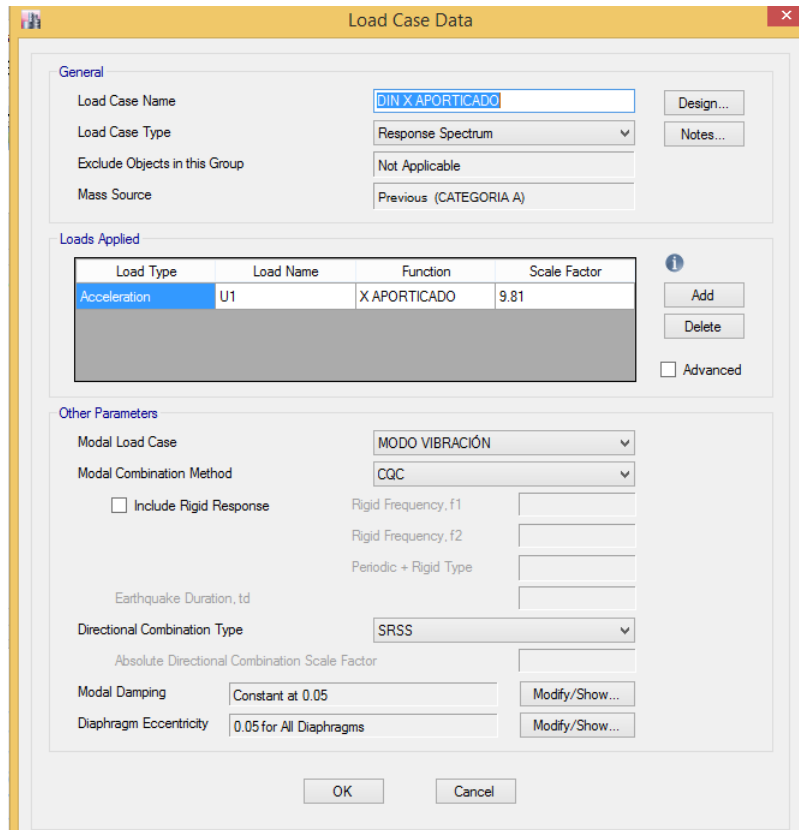 Load Case Data
General
Load Case Name DIN X APORTICADO Design...
Load Case Type Response Spectrum Notes...
Exclude Objects in this Group Not Applicable
Mass Source Previous (CATEGORIA A)
Loads Applied
Load Type Load Name Function Scale Factor
Acceleration U1 X APORTICADO 9.81 Add
Delete
Advanced
Other Parameters
Modal Load Case MODO VIBRACIÓN
Modal Combination Method CQC
Include Rigid Response Rigid Frequency, f1
Rigid Frequency, f2
Periodic + Rigid Type
Earthquake Duration, td
Directional Combination Type SRSS
Absolute Directional Combination Scale Factor
Modal Damping Constant at 0.05 Modify/Show...
Diaphragm Eccentricity 0.05 for All Diaphragms Modify/Show...
OK Cancel